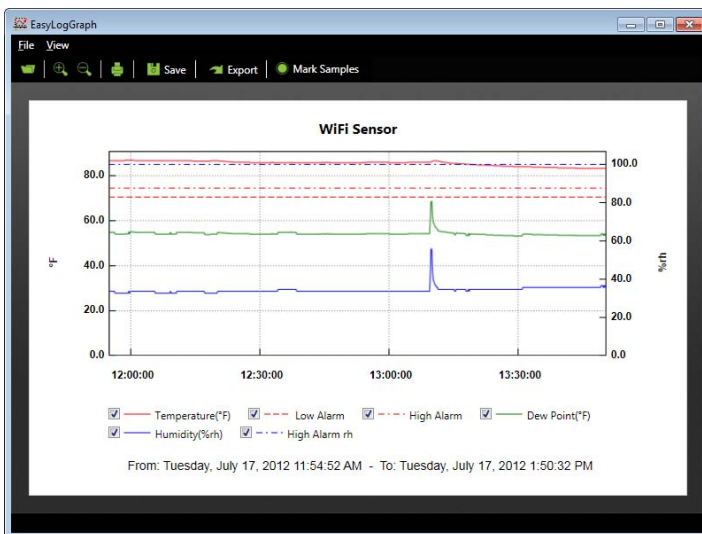 EasyLogGraph
File View
Save Export Mark Samples
WiFi Sensor
80.0
60.0
40.0
20.0
0.0
°F
100.0
80.0
60.0
40.0
20.0
0.0
%rh
12:00:00 12:30:00 13:00:00 13:30:00
Temperature(°F) Low Alarm High Alarm Dew Point(°F)
Humidity(%rh) High Alarm rh
From: Tuesday, July 17, 2012 11:54:52 AM - To: Tuesday, July 17, 2012 1:50:32 PM